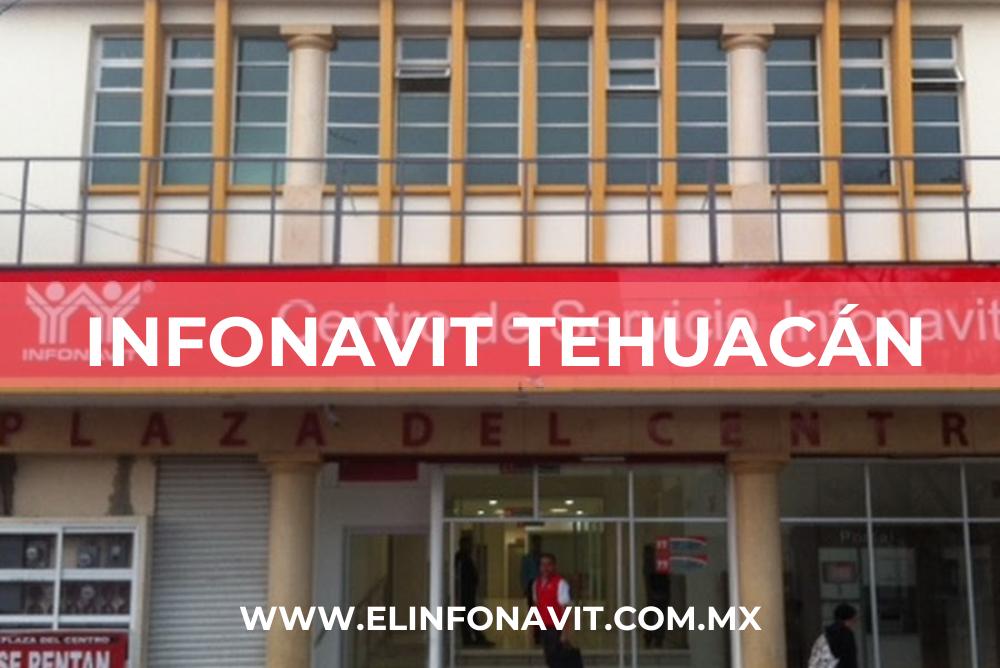 Centro de Servicio Infonavit
INFONAVIT
INFONAVIT TEHUACÁN
PLAZA DEL CENTR
PLAZA DEL CENTRO
SE RENTAN
WWW.ELINFONAVIT.COM.MX